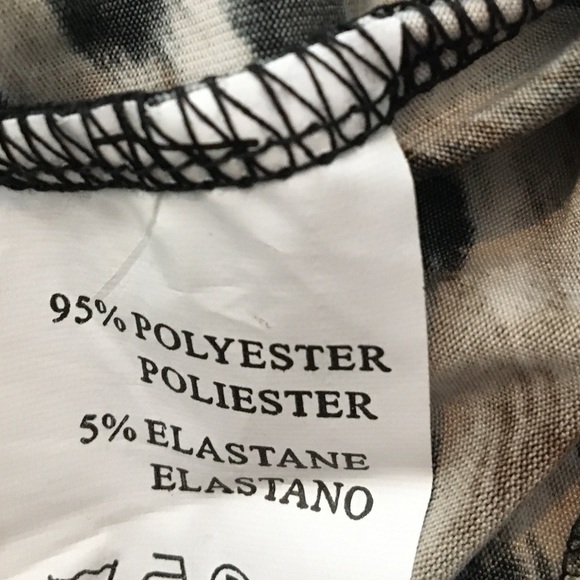 95% POLYESTER
POLIESTER
5% ELASTANE
ELASTANO